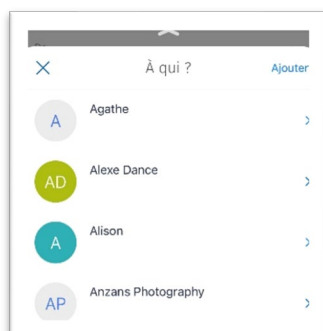 À qui ?
Ajouter
A
Agathe
AD
Alexe Dance
A
Alison
AP
Anzans Photography